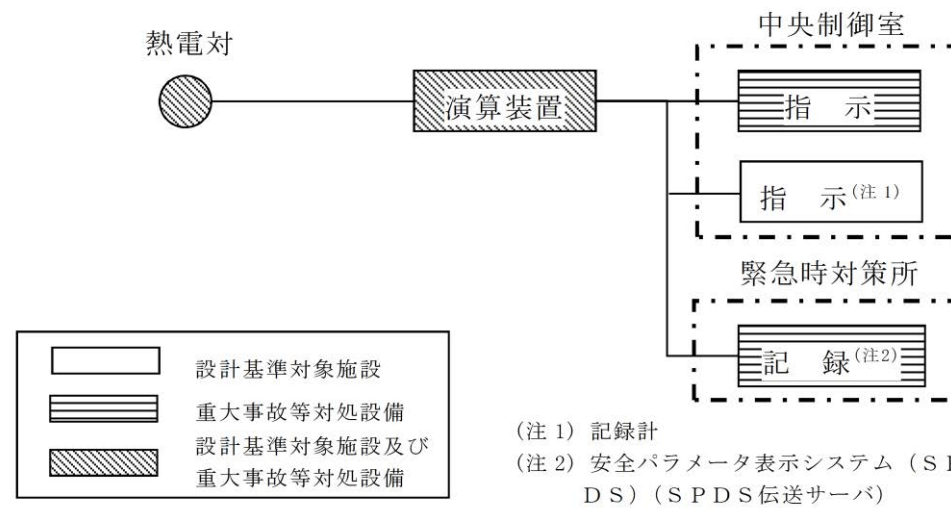 中央制御室
熱電対
演算装置
指 示
指 示(注1)
緊急時対策所
記 録(注2)
設計基準対象施設
重大事故等対処設備
設計基準対象施設及び
重大事故等対処設備
(注1) 記録計
(注2) 安全パラメータ表示システム(S
DS)(SPDS伝送サーバ)